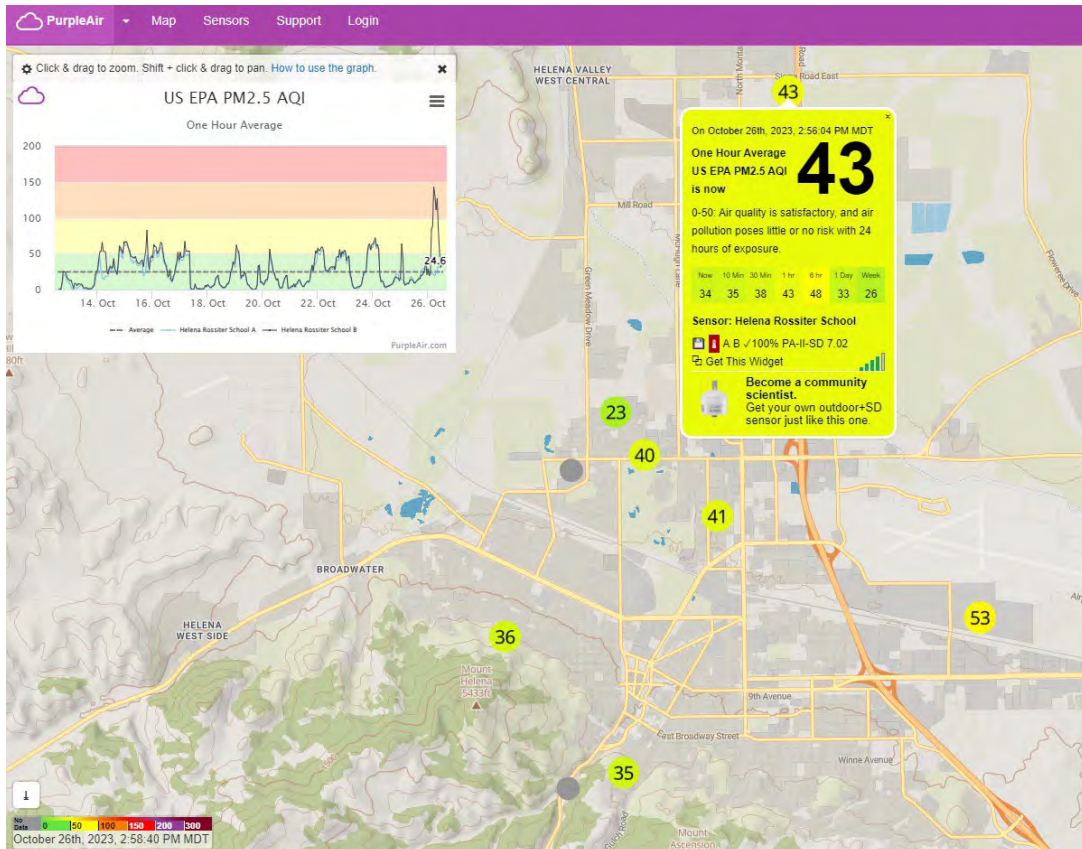 PurpleAir
Map
Sensors
Support
Login
Click & drag to zoom. Shift + click & drag to pan. How to use the graph.
US EPA PM2.5 AQI
One Hour Average
200
150
100
50
0
24.6
14. Oct
16. Oct
18. Oct
20. Oct
22. Oct
24. Oct
26. Oct
Average
Helena Rossiter School A
Helena Rossiter School B
PurpleAir.com
HELENA VALLEY
WEST CENTRAL
Road East
43
On October 26th, 2023, 2:56:04 PM MDT
One Hour Average
US EPA PM2.5 AQI
is now
43
0-50: Air quality is satisfactory, and air
pollution poses little or no risk with 24
hours of exposure.
Now 10 Min 30 Min 1 hr 6 hr 1 Day Week
34 35 38 43 48 33 26
Sensor: Helena Rossiter School
A B ✓100% PA-II-SD 7.02
Get This Widget
Become a community
scientist.
Get your own outdoor+SD
sensor just like this one.
Mill Road
Green Meadow Drive
Flowerree Drive
23
40
41
BROADWATER
HELENA
WEST SIDE
36
Mount
Helena
5433ft
53
9th Avenue
East Broadway Street
Winne Avenue
35
Gulch Road
Mount
Ascension
No
Data
0
50
100
150
200
300
October 26th, 2023, 2:58:40 PM MDT